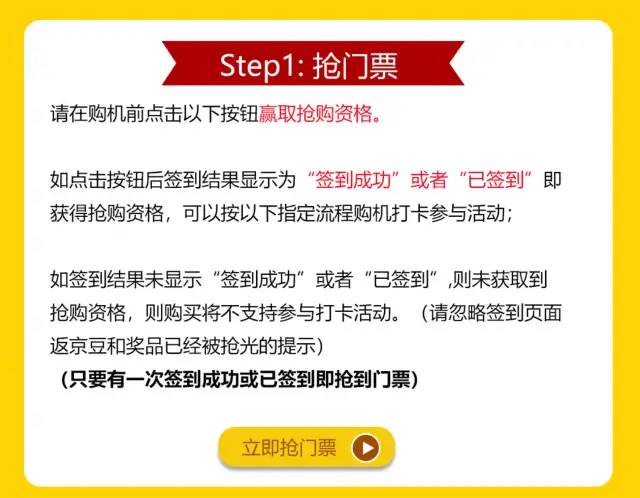 Step1: 抢门票
请在购机前点击以下按钮赢取抢购资格。
如点击按钮后签到结果显示为“签到成功”或者“已签到”即
获得抢购资格，可以按以下指定流程购机打卡参与活动；
如签到结果未显示“签到成功”或者“已签到”,则未获取到
抢购资格，则购买将不支持参与打卡活动。（请忽略签到页面
返京豆和奖品已经被抢光的提示）
（只要有一次签到成功或已签到即抢到门票）
立即抢门票